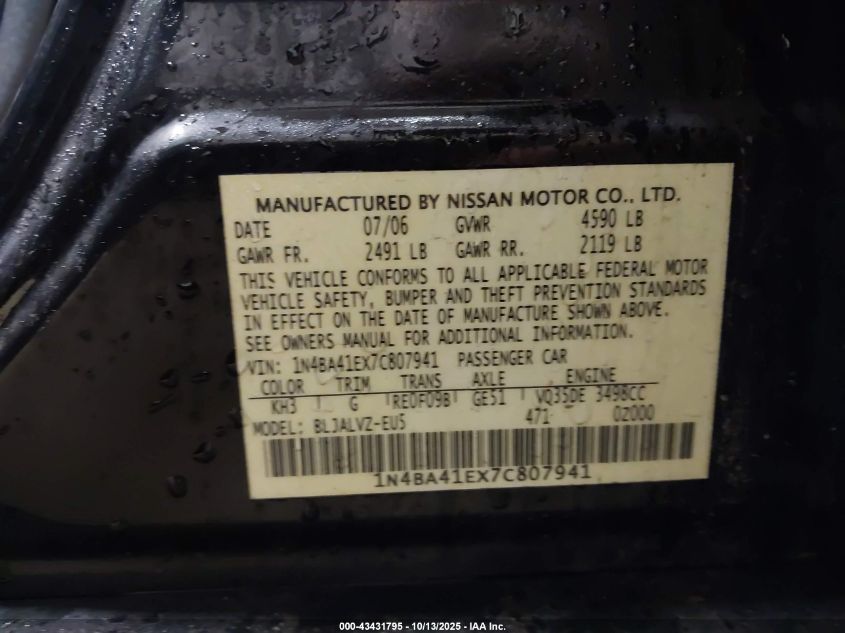 MANUFACTURED BY NISSAN MOTOR CO., LTD.
DATE 07/06 GVWR 4590 LB
GAWR FR. 2491 LB GAWR RR. 2119 LB
THIS VEHICLE CONFORMS TO ALL APPLICABLE FEDERAL MOTOR
VEHICLE SAFETY, BUMPER AND THEFT PREVENTION STANDARDS
IN EFFECT ON THE DATE OF MANUFACTURE SHOWN ABOVE.
SEE OWNERS MANUAL FOR ADDITIONAL INFORMATION.
VIN: 1N4BA41EX7C807941 PASSENGER CAR
COLOR TRIM TRANS AXLE ENGINE
KH3 G RE0F09B GE51 VQ35DE 3498CC
MODEL: BLJALVZ-EU5 471 02000
1N4BA41EX7C807941
000-43431795 - 10/13/2025 - IAA Inc.